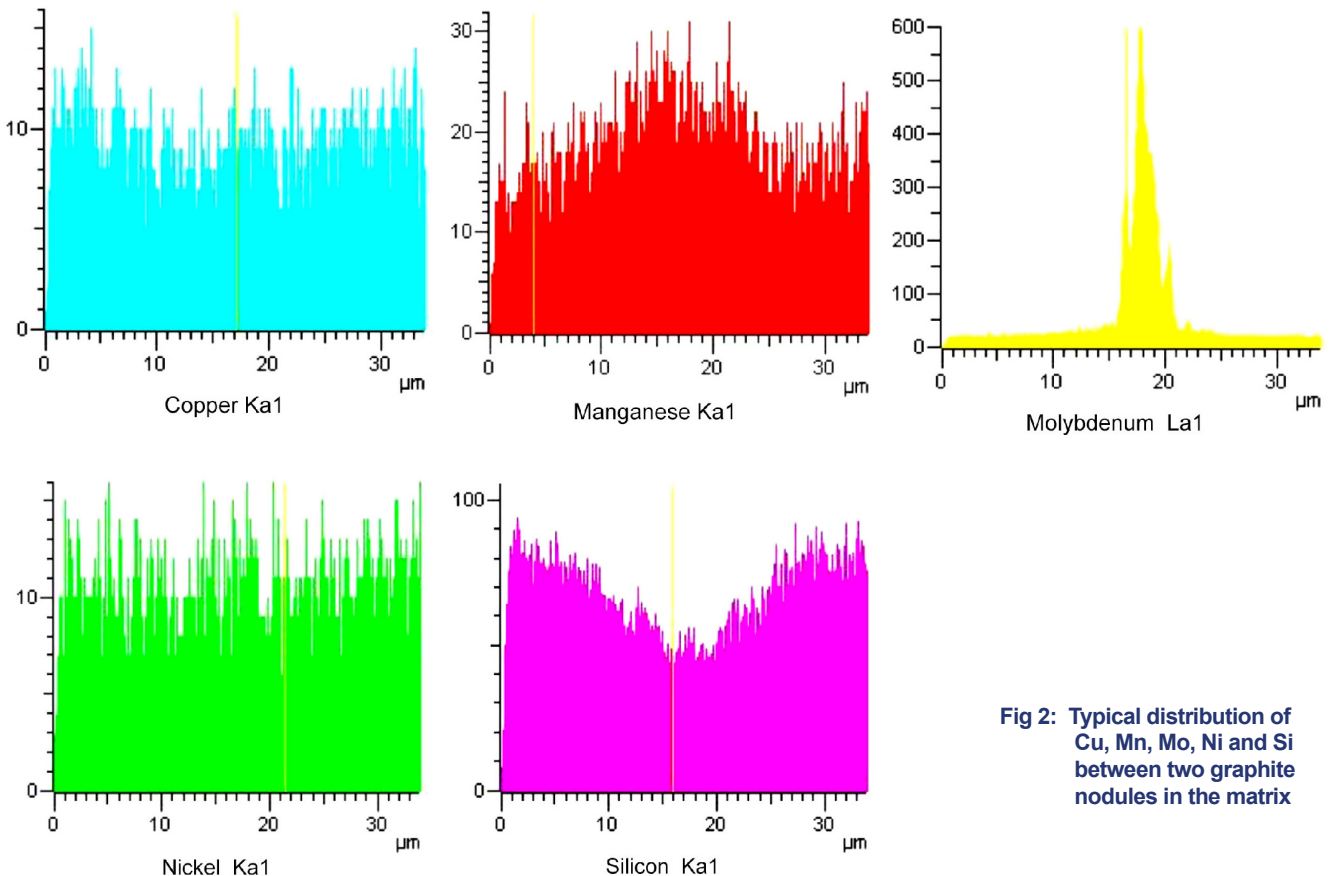 10
0
0
10
20
30
µm
Copper Ka1
30
20
10
0
0
10
20
30
µm
Manganese Ka1
600
500
400
300
200
100
0
0
10
20
30
µm
Molybdenum La1
10
0
0
10
20
30
µm
Nickel Ka1
100
0
0
10
20
30
µm
Silicon Ka1
Fig 2: Typical distribution of
Cu, Mn, Mo, Ni and Si
between two graphite
nodules in the matrix